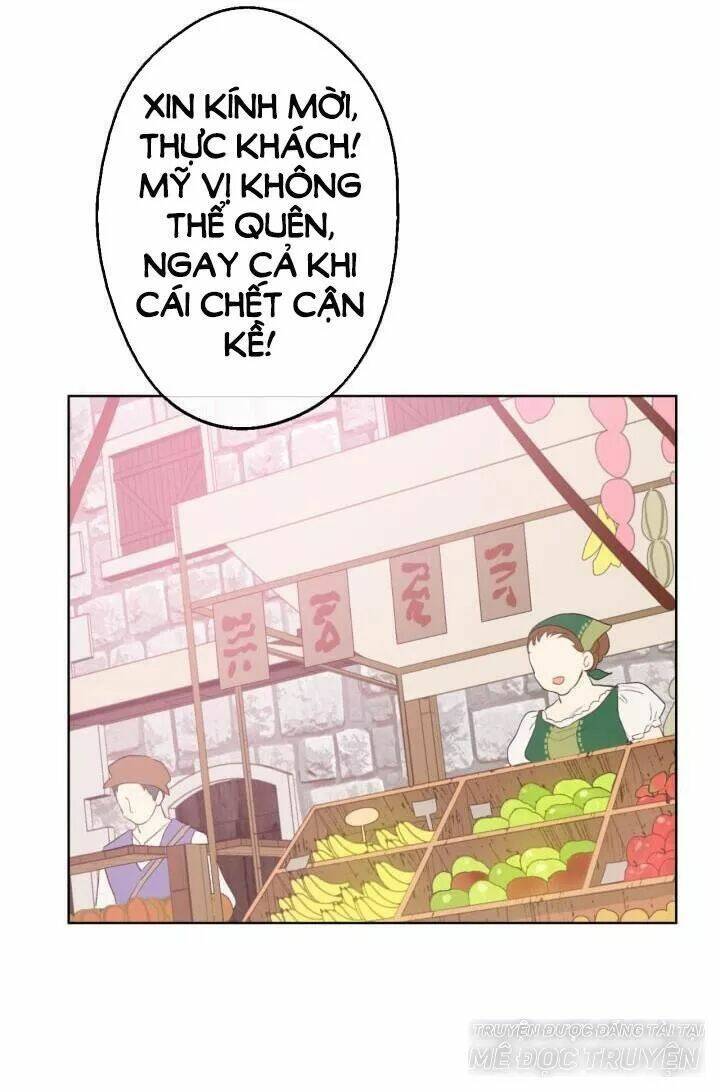 XIN KÍNH MỜI,
THỰC KHÁCH!
MỸ VỊ KHÔNG
THỂ QUÊN,
NGAY CẢ KHI
CÁI CHẾT CẬN
KỀ!
TRUYỆN ĐƯỢC ĐĂNG TẢI TẠI
MÊ ĐỌC TRUYỆN